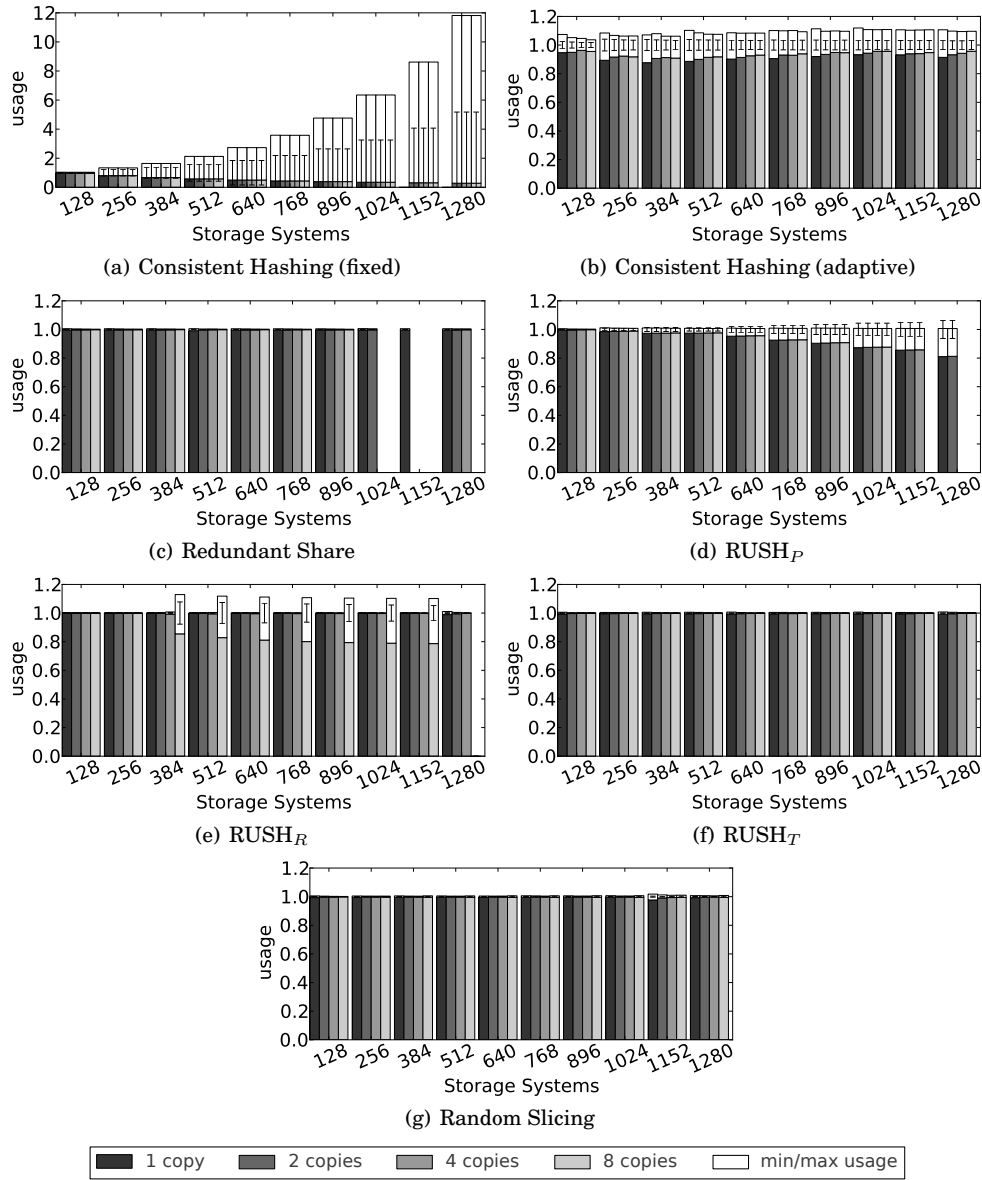 12
10
8
6
4
2
0
usage
128 256 384 512 640 768 896 1024 1152 1280
Storage Systems
(a) Consistent Hashing (fixed)
1.2
1.0
0.8
0.6
0.4
0.2
0.0
usage
128 256 384 512 640 768 896 1024 1152 1280
Storage Systems
(b) Consistent Hashing (adaptive)
1.2
1.0
0.8
0.6
0.4
0.2
0.0
usage
128 256 384 512 640 768 896 1024 1152 1280
Storage Systems
(c) Redundant Share
1.2
1.0
0.8
0.6
0.4
0.2
0.0
usage
128 256 384 512 640 768 896 1024 1152 1280
Storage Systems
(d) RUSH_P
1.2
1.0
0.8
0.6
0.4
0.2
0.0
usage
128 256 384 512 640 768 896 1024 1152 1280
Storage Systems
(e) RUSH_R
1.2
1.0
0.8
0.6
0.4
0.2
0.0
usage
128 256 384 512 640 768 896 1024 1152 1280
Storage Systems
(f) RUSH_T
1.2
1.0
0.8
0.6
0.4
0.2
0.0
usage
128 256 384 512 640 768 896 1024 1152 1280
Storage Systems
(g) Random Slicing
1 copy 2 copies 4 copies 8 copies min/max usage